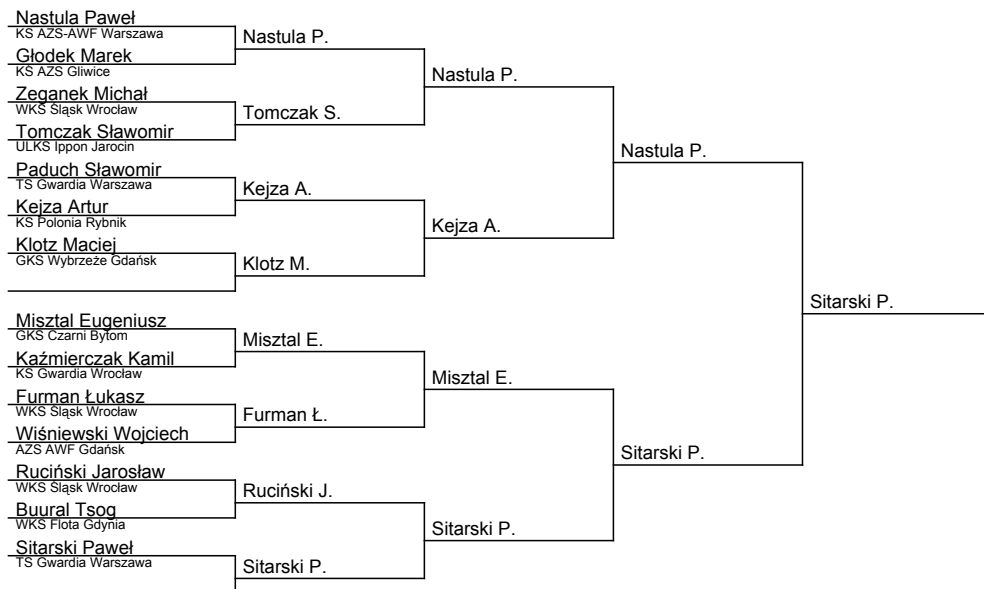 Nastula Paweł
KS AZS-AWF Warszawa
Głodek Marek
KS AZS Gliwice
Zeganek Michał
WKS Śląsk Wrocław
Tomczak Sławomir
ULKS Ippon Jarocin
Paduch Sławomir
TS Gwardia Warszawa
Kejza Artur
KS Polonia Rybnik
Klotz Maciej
GKS Wybrzeże Gdańsk
Misztal Eugeniusz
GKS Czarni Bytom
Kaźmierczak Kamil
KS Gwardia Wrocław
Furman Łukasz
WKS Śląsk Wrocław
Wiśniewski Wojciech
AZS AWF Gdańsk
Ruciński Jarosław
WKS Śląsk Wrocław
Buural Tsog
WKS Flota Gdynia
Sitarski Paweł
TS Gwardia Warszawa
Nastula P.
Tomczak S.
Kejza A.
Klotz M.
Misztal E.
Furman Ł.
Ruciński J.
Sitarski P.
Nastula P.
Kejza A.
Misztal E.
Sitarski P.
Nastula P.
Sitarski P.
Sitarski P.